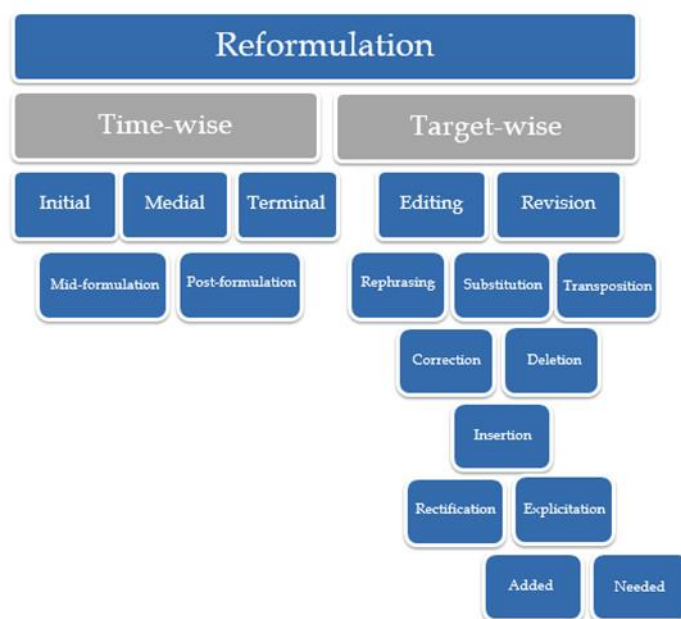 Reformulation
Time-wise Target-wise
Initial Medial Terminal Editing Revision
Mid-formulation Post-formulation Rephrasing Substitution Transposition
Correction Deletion
Insertion
Rectification Explicitation
Added Needed